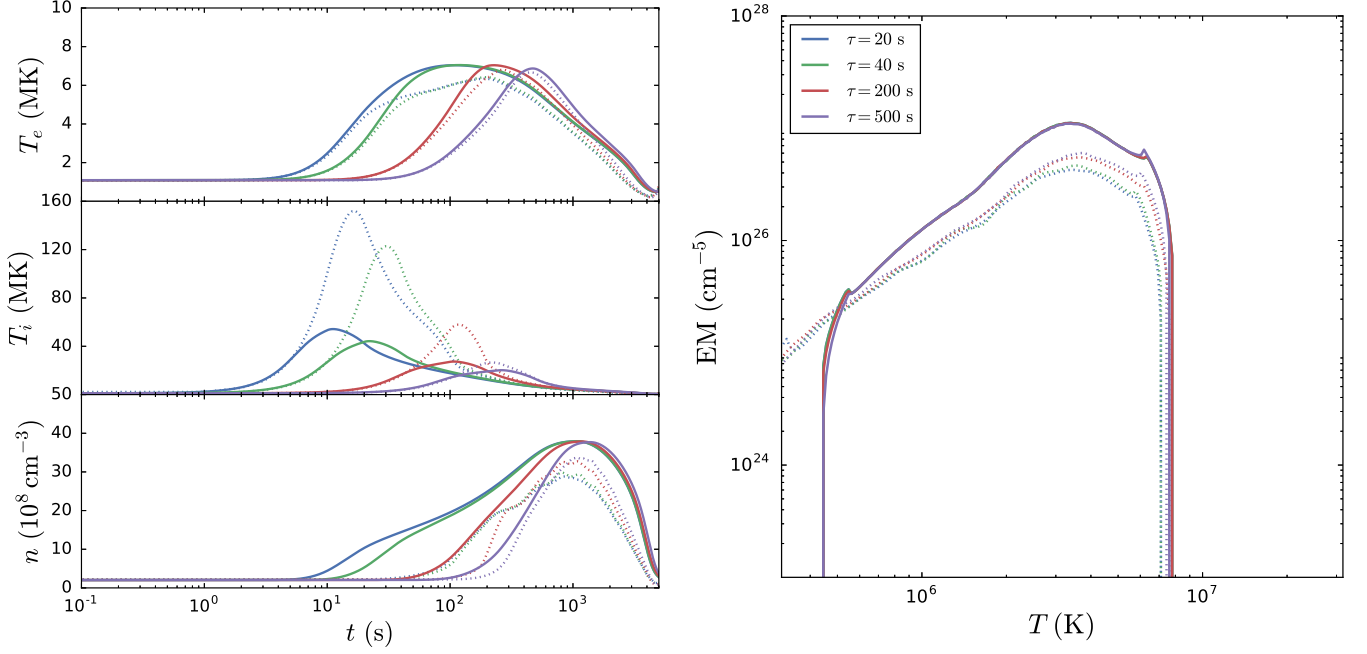 10
8
6
4
2
T_e (MK)
160
120
80
40
50
T_i (MK)
40
30
20
10
0
n (10^8 cm^{-3})
10^{-1} 10^0 10^1 10^2 10^3
t (s)
10^{28}
10^{26}
10^{24}
EM (cm^{-5})
τ = 20 s
τ = 40 s
τ = 200 s
τ = 500 s
10^6 10^7
T (K)